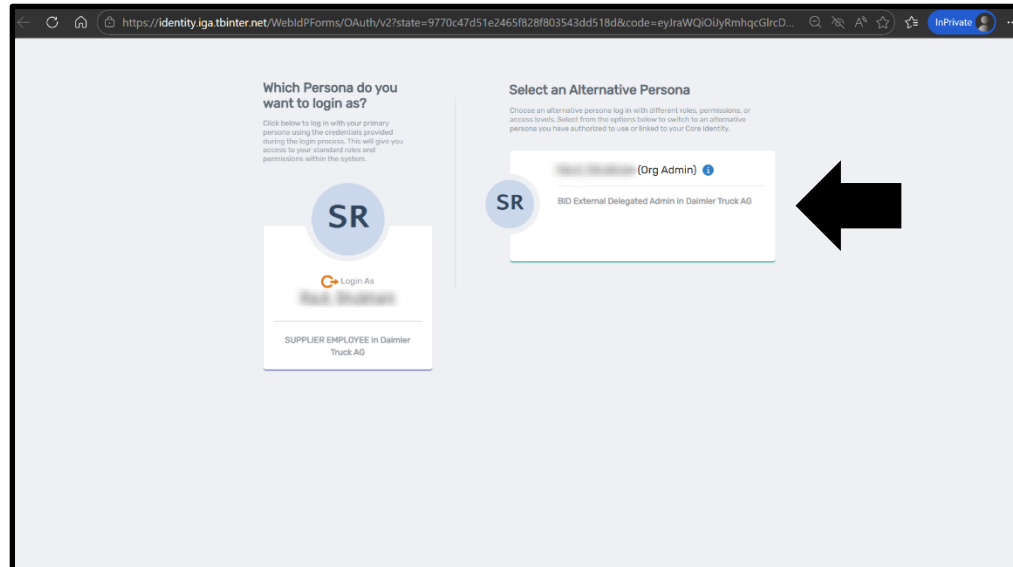 https://identity.iga.tbinter.net/WebIdPForms/OAuth/v2?state=9770c47d51e2465f828f803543dd518d&code=eyJraWQiOiJyRmhqcGlrcD...
InPrivate
Which Persona do you
want to login as?
Click below to log in with your primary
persona using the credentials provided
during the login process. This will give you
access to your standard roles and
permissions within the system.
SR
Login As
SUPPLIER EMPLOYEE in Daimler
Truck AG
Select an Alternative Persona
Choose an alternative persona log in with different roles, permissions, or
access levels. Select from the options below to switch to an alternative
persona you have authorized to use or linked to your Core Identity.
(Org Admin)
SR
BID External Delegated Admin in Daimler Truck AG